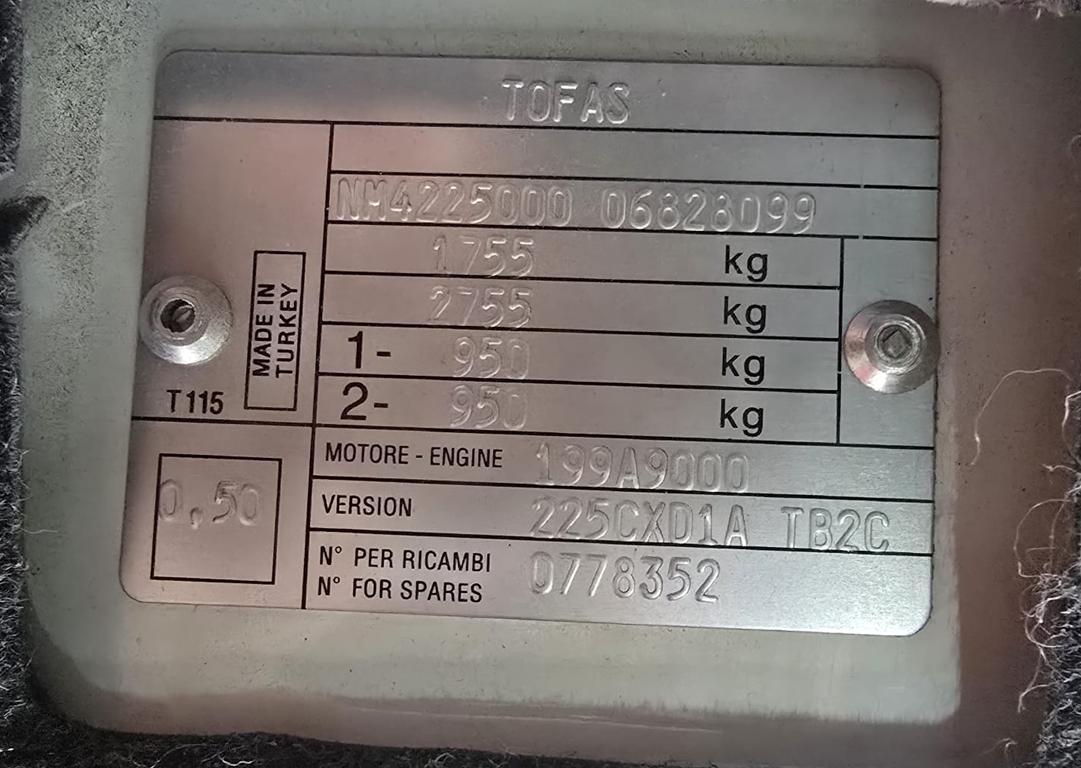 TOFAS
NM4225000 06828099
1755 kg
2755 kg
1- 950 kg
2- 950 kg
MADE IN
TURKEY
T115
0,50
MOTORE - ENGINE 199A9000
VERSION 225CXD1A TB2C
N° PER RICAMBI
N° FOR SPARES 0778352